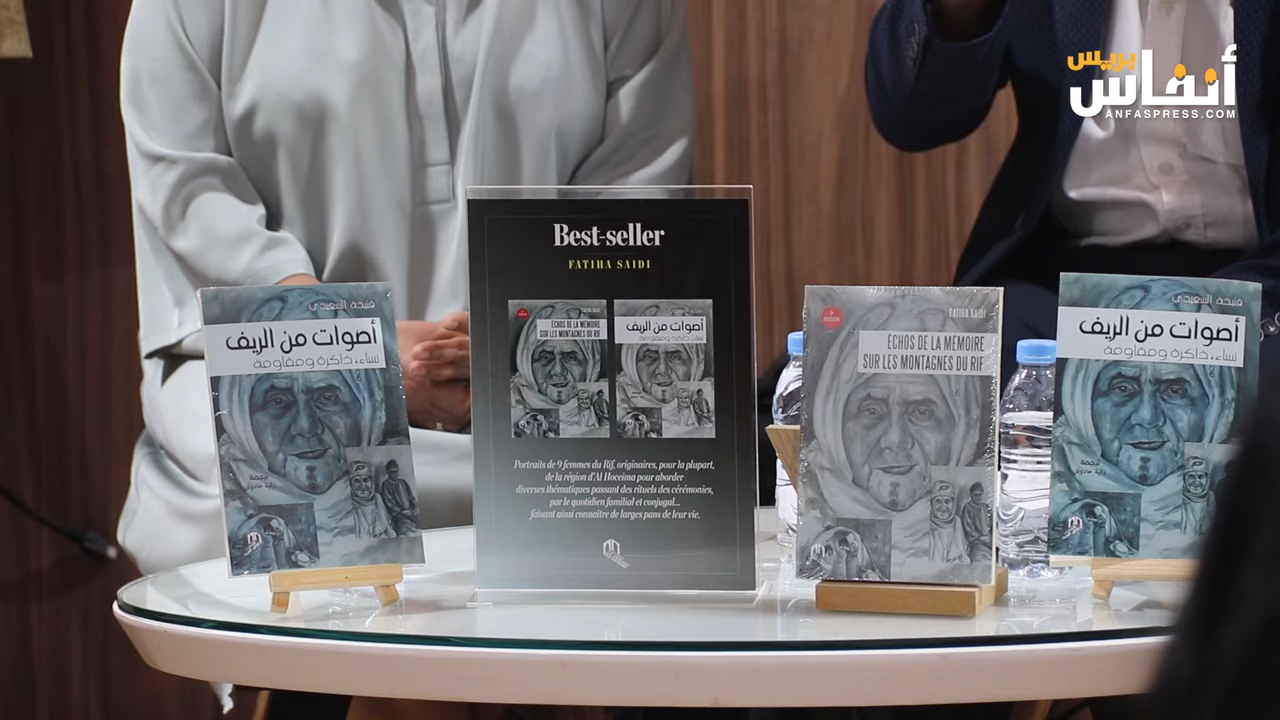 بريس
أنفاس
ANFASPRESS.COM
Best-seller
FATIHA SAIDI
ECHOS DE LA MÉMOIRE
SUR LES MONTAGNES DU RIF
أصوات من الريف
نساء، ذاكرة ومقاومة
Portraits de 9 femmes du Rif, originaires, pour la plupart,
de la région d'Al Hoceima pour aborder
diverses thématiques passant des rituels des cérémonies,
par le quotidien familial et conjugal...
faisant ainsi connaître de larges pans de leur vie.
فتيحة السعيدي
أصوات من الريف
نساء، ذاكرة ومقاومة
ترجمة
FATIHA SAIDI
ECHOS DE LA MÉMOIRE
SUR LES MONTAGNES DU RIF
فتيحة السعيدي
أصوات من الريف
نساء، ذاكرة ومقاومة
ترجمة